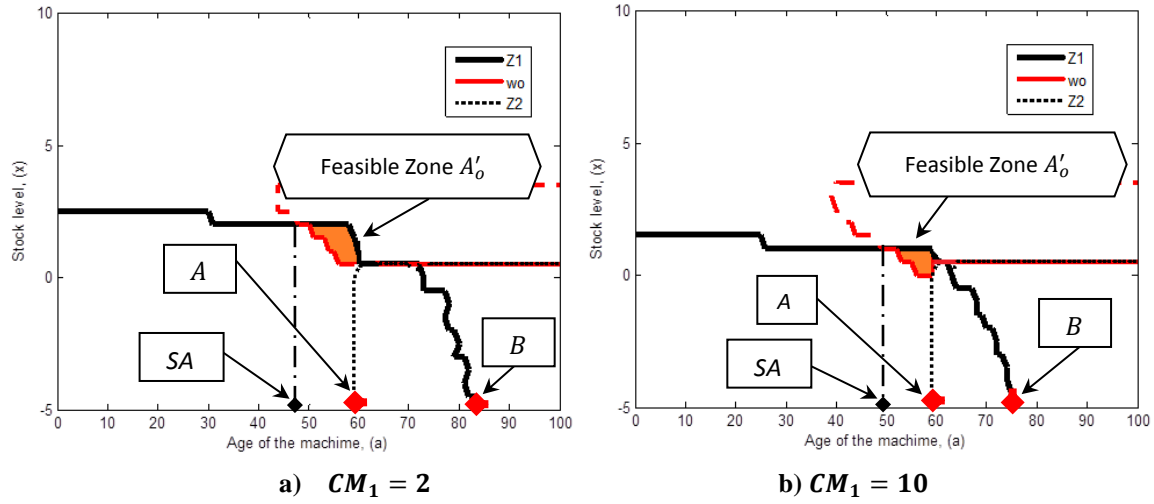 10
5
0
-5
0 10 20 30 40 50 60 70 80 90 100
Stock level, (x)
Age of the machine, (a)
Z1
wo
Z2
Feasible Zone A′ₒ
A
SA
B
a) CM₁ = 2
10
5
0
-5
0 10 20 30 40 50 60 70 80 90 100
Stock level, (x)
Age of the machine, (a)
Z1
wo
Z2
Feasible Zone A′ₒ
A
SA
B
b) CM₁ = 10